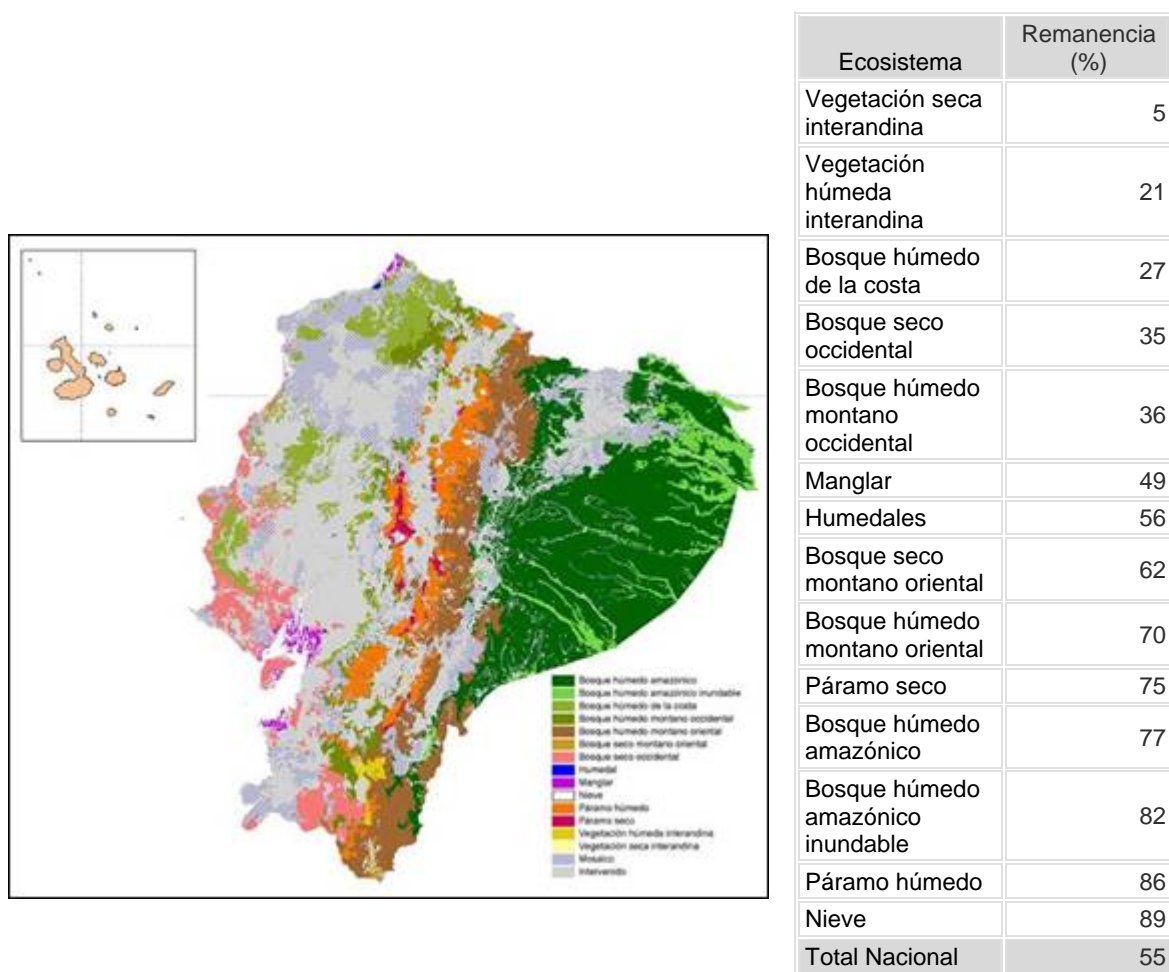 Bosque húmedo amazónico
Bosque húmedo amazónico inundable
Bosque húmedo de la costa
Bosque húmedo montano occidental
Bosque húmedo montano oriental
Bosque seco montano oriental
Bosque seco occidental
Humedal
Manglar
Nieve
Páramo húmedo
Páramo seco
Vegetación húmeda interandina
Vegetación seca interandina
Mosaico
Intervenido
Ecosistema
Remanencia
(%)
Vegetación seca
interandina
5
Vegetación
húmeda
interandina
21
Bosque húmedo
de la costa
27
Bosque seco
occidental
35
Bosque húmedo
montano
occidental
36
Manglar 49
Humedales 56
Bosque seco
montano oriental
62
Bosque húmedo
montano oriental
70
Páramo seco 75
Bosque húmedo
amazónico
77
Bosque húmedo
amazónico
inundable
82
Páramo húmedo 86
Nieve 89
Total Nacional 55